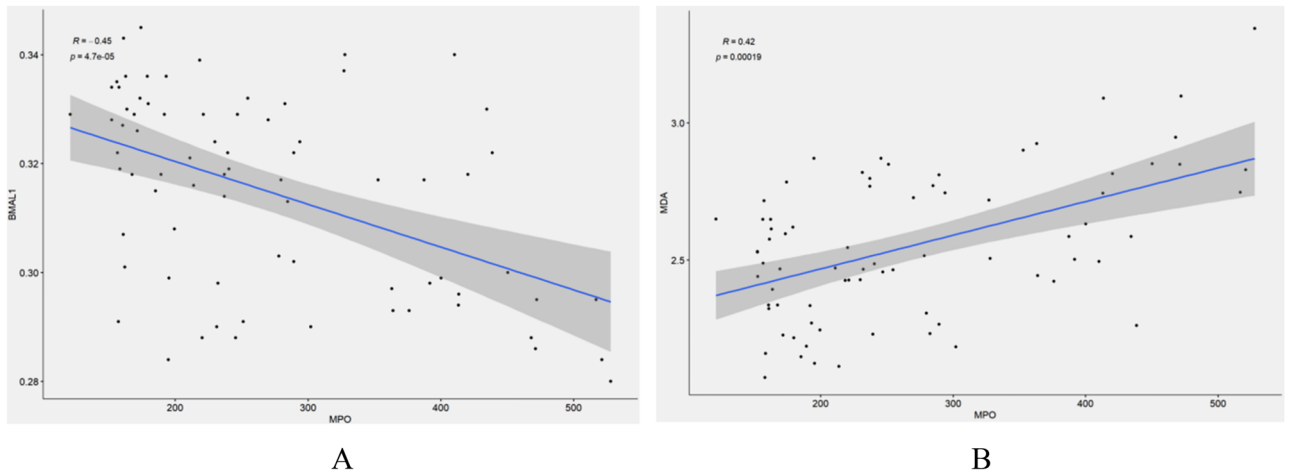 R = −0.45
p = 4.7e-05
0.34
0.32
0.30
0.28
BMAL1
200
300
400
500
MPO
A
R = 0.42
p = 0.00019
3.0
2.5
MDA
200
300
400
500
MPO
B